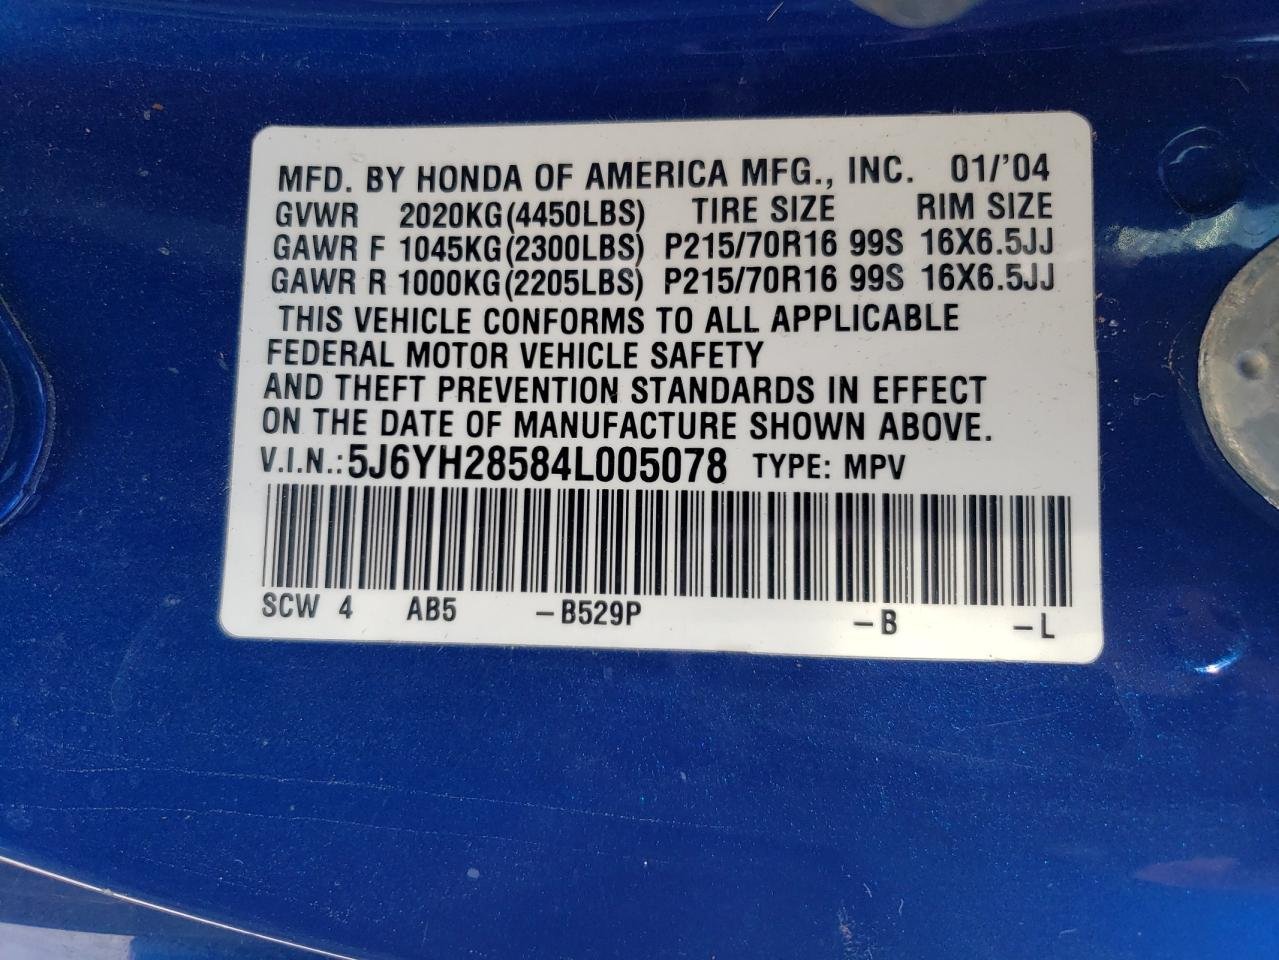 MFD. BY HONDA OF AMERICA MFG., INC. 01/'04
GVWR 2020KG(4450LBS) TIRE SIZE RIM SIZE
GAWR F 1045KG(2300LBS) P215/70R16 99S 16X6.5JJ
GAWR R 1000KG(2205LBS) P215/70R16 99S 16X6.5JJ
THIS VEHICLE CONFORMS TO ALL APPLICABLE
FEDERAL MOTOR VEHICLE SAFETY
AND THEFT PREVENTION STANDARDS IN EFFECT
ON THE DATE OF MANUFACTURE SHOWN ABOVE.
V.I.N.: 5J6YH28584L005078 TYPE: MPV
SCW 4 AB5 -B529P -B -L